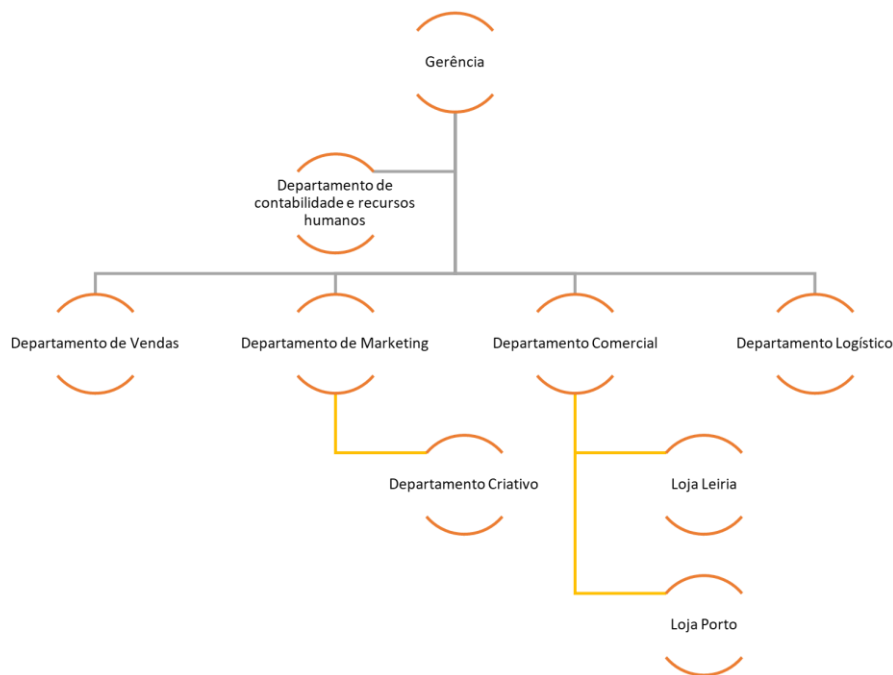 Gerência
Departamento de
contabilidade e recursos
humanos
Departamento de Vendas
Departamento de Marketing
Departamento Comercial
Departamento Logístico
Departamento Criativo
Loja Leiria
Loja Porto